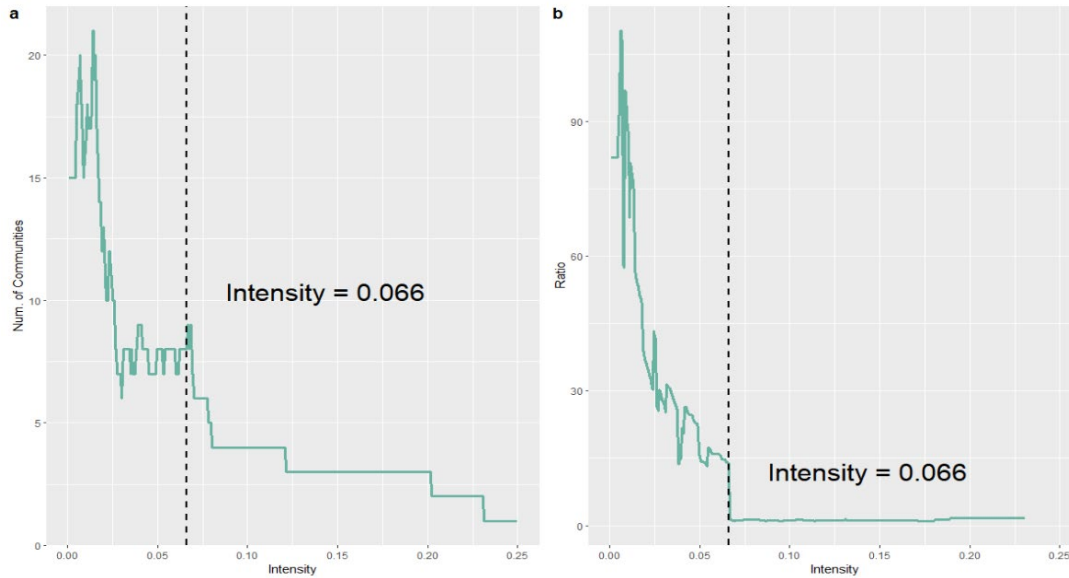 a
20
15
10
5
0
Num. of Communities
Intensity = 0.066
0.00 0.05 0.10 0.15 0.20 0.25
Intensity
b
90
60
30
0
Ratio
Intensity = 0.066
0.00 0.05 0.10 0.15 0.20 0.25
Intensity